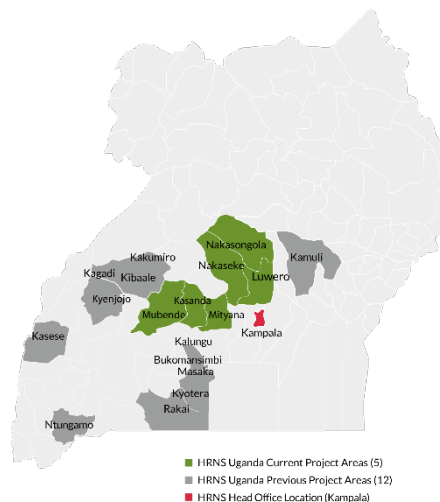 Nakasongola
Kakumiro
Kamuli
Nakaseke
Kagadi
Kibaale
Luwero
Kyenjojo
Kasanda
Mubende
Mityana
Kampala
Kasese
Kalungu
Bukomansimbi
Masaka
Kyotera
Rakai
Ntungamo
HRNS Uganda Current Project Areas (5)
HRNS Uganda Previous Project Areas (12)
HRNS Head Office Location (Kampala)